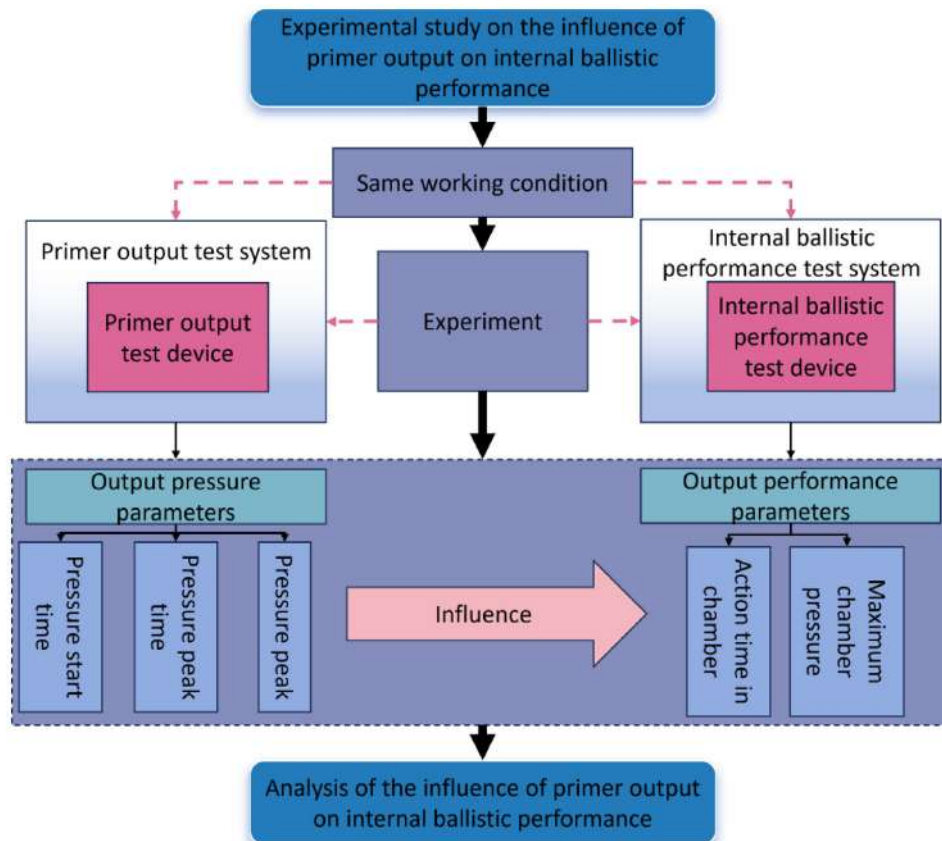 Experimental study on the influence of
primer output on internal ballistic
performance
Same working condition
Primer output test system
Primer output
test device
Experiment
Internal ballistic
performance test system
Internal ballistic
performance
test device
Output pressure
parameters
Pressure start
time
Pressure peak
time
Pressure peak
Influence
Output performance
parameters
Action time in
chamber
Maximum
chamber
pressure
Analysis of the influence of primer output
on internal ballistic performance